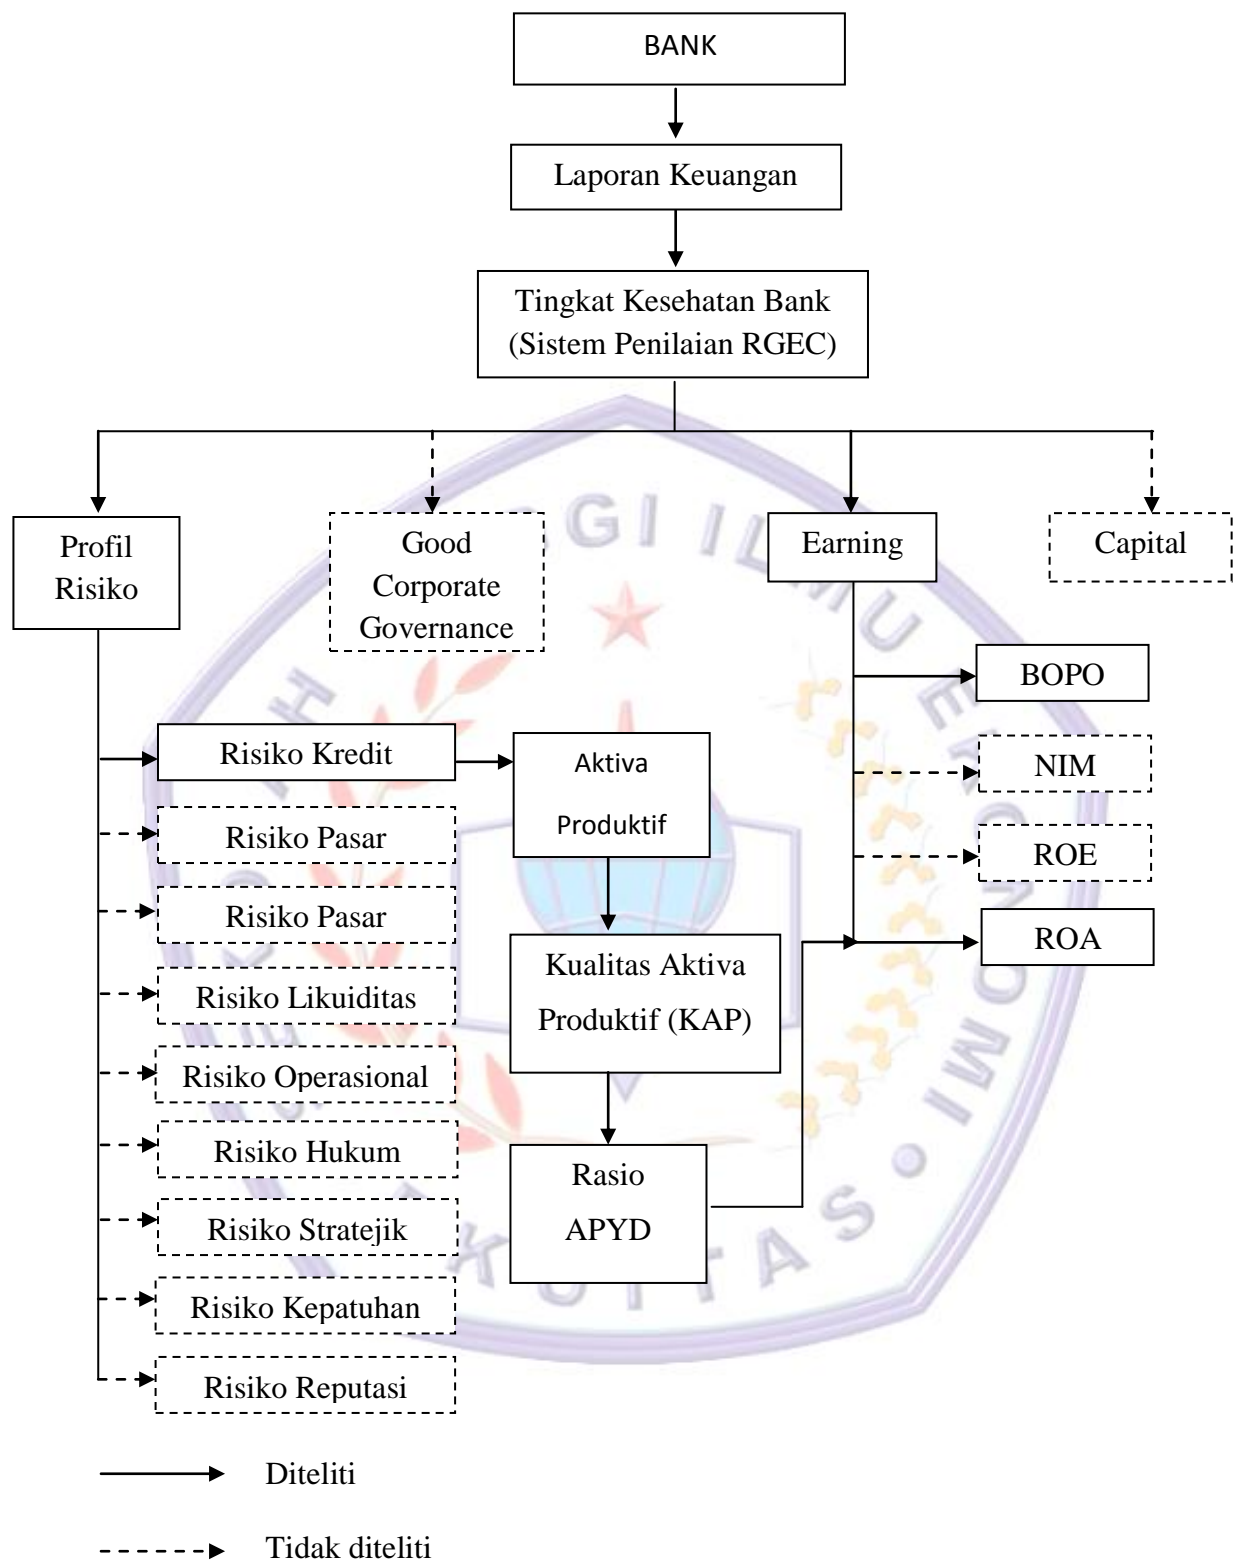 BANK
Laporan Keuangan
Tingkat Kesehatan Bank
(Sistem Penilaian RGEC)
Profil
Risiko
Good
Corporate
Governance
Earning
Capital
BOPO
NIM
ROE
ROA
Risiko Kredit
Risiko Pasar
Risiko Pasar
Risiko Likuiditas
Risiko Operasional
Risiko Hukum
Risiko Stratejik
Risiko Kepatuhan
Risiko Reputasi
Aktiva
Produktif
Kualitas Aktiva
Produktif (KAP)
Rasio
APYD
Diteliti
Tidak diteliti